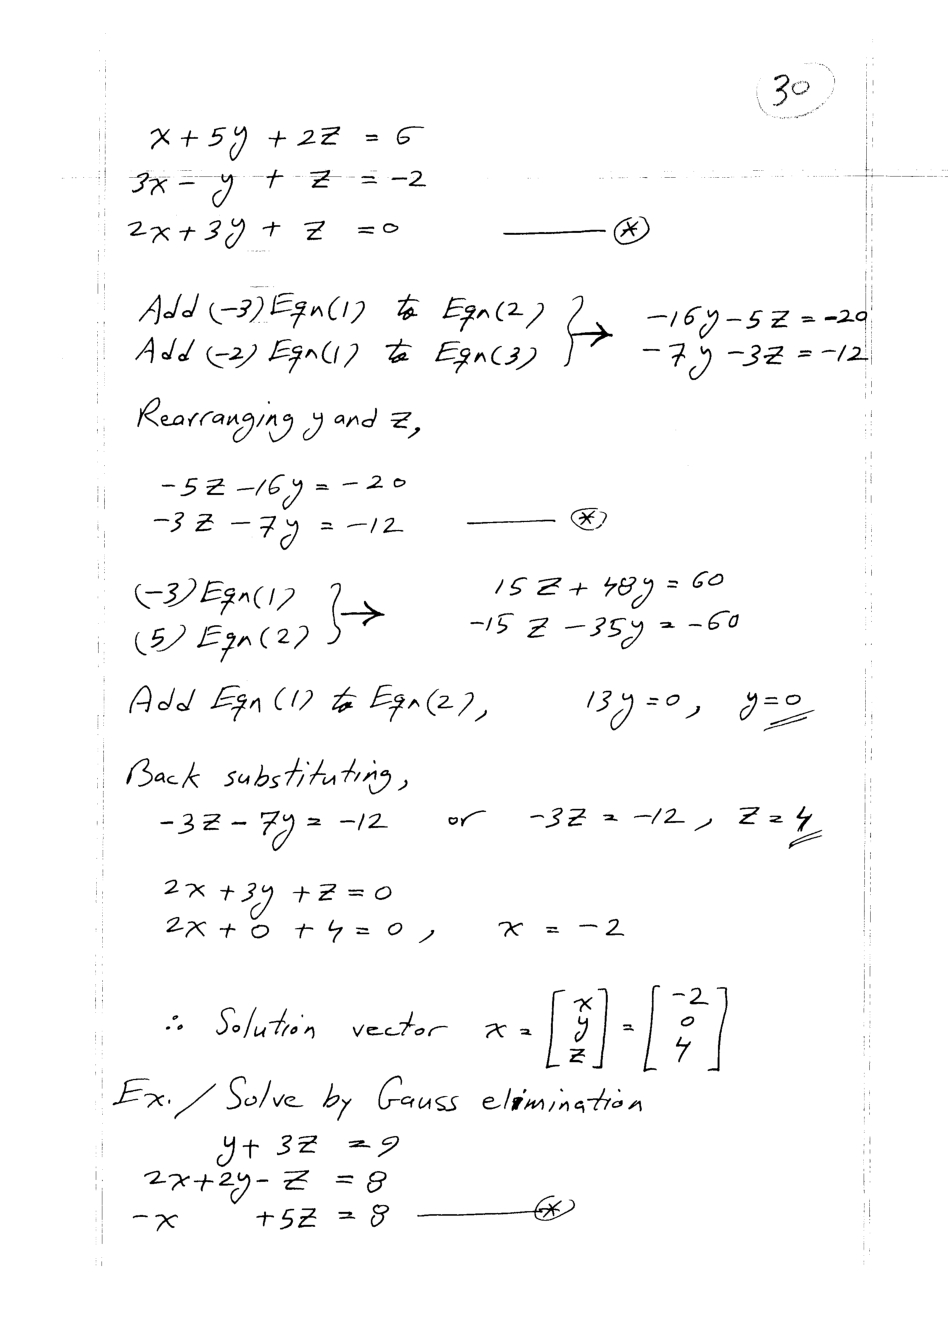 30
x + 5y + 2z = 6
3x - y + z = -2
2x + 3y + z = 0 ——— (*)
Add (-3) Eqn(1) to Eqn(2) } → -16y - 5z = -20
Add (-2) Eqn(1) to Eqn(3) -7y - 3z = -12
Rearranging y and z,
-5z - 16y = -20
-3z - 7y = -12 ——— (*)
(-3) Eqn(1) } → 15z + 48y = 60
(5) Eqn(2) -15z - 35y = -60
Add Eqn(1) to Eqn(2), 13y = 0, y = 0
Back substituting,
-3z - 7y = -12 or -3z = -12, z = 4
2x + 3y + z = 0
2x + 0 + 4 = 0, x = -2
∴ Solution vector x = [x y z] = [-2 0 4]
Ex./ Solve by Gauss elimination
y + 3z = 9
2x + 2y - z = 8
-x + 5z = 8 ——— (*)